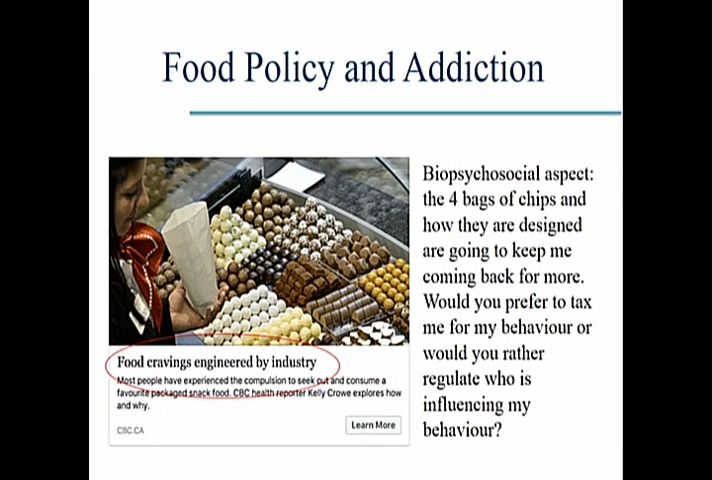 Food Policy and Addiction
Food cravings engineered by industry
Most people have experienced the compulsion to seek out and consume a
favourite packaged snack food. CBC health reporter Kelly Crowe explores how
and why.
CBC.CA
Learn More
Biopsychosocial aspect:
the 4 bags of chips and
how they are designed
are going to keep me
coming back for more.
Would you prefer to tax
me for my behaviour or
would you rather
regulate who is
influencing my
behaviour?